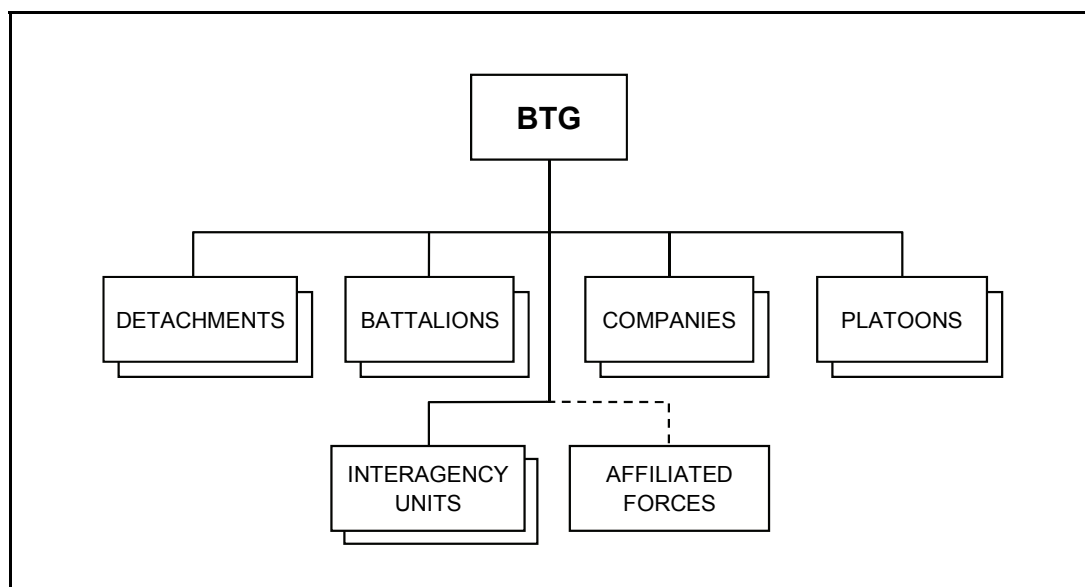 BTG
DETACHMENTS
BATTALIONS
COMPANIES
PLATOONS
INTERAGENCY
UNITS
AFFILIATED
FORCES